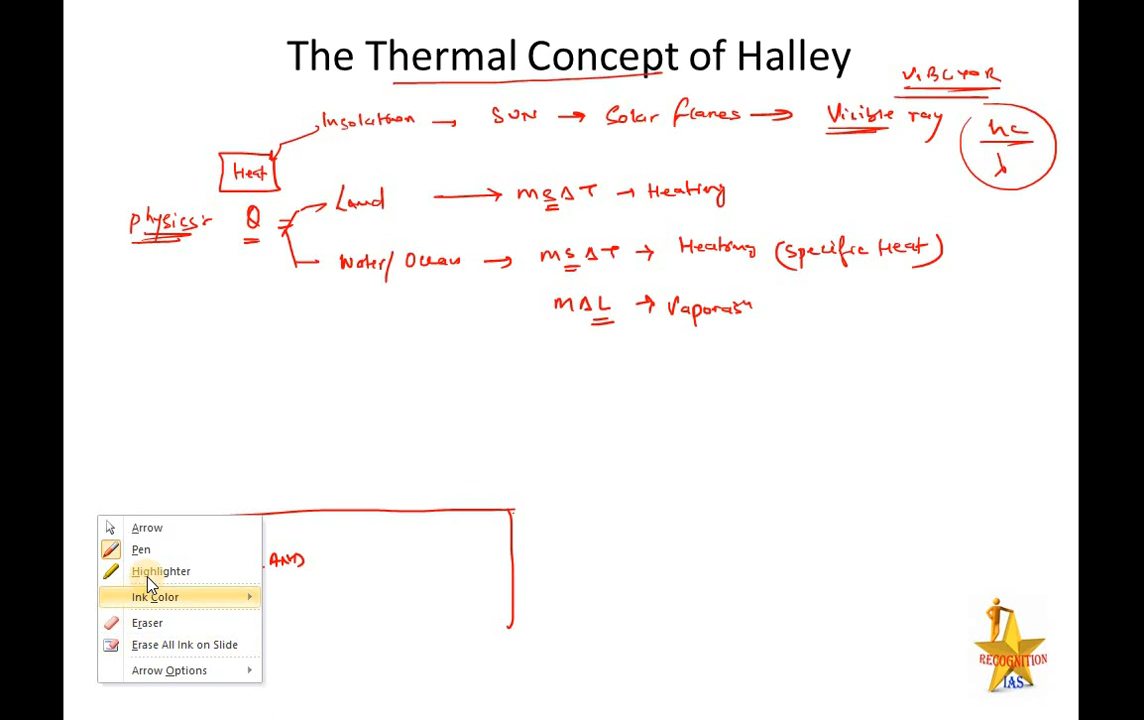 The Thermal Concept of Halley
VIBGYOR
Insolation → SUN → Solar flanes → Visible ray
hc
λ
Heat
Land → msΔT → Heating
physics:- Q =
Water/ Ocean → msΔT → Heating (Specific Heat)
MΔL → Vaporasn
Arrow
Pen
Highlighter
AND
Ink Color
Eraser
Erase All Ink on Slide
Arrow Options
RECOGNITION
IAS